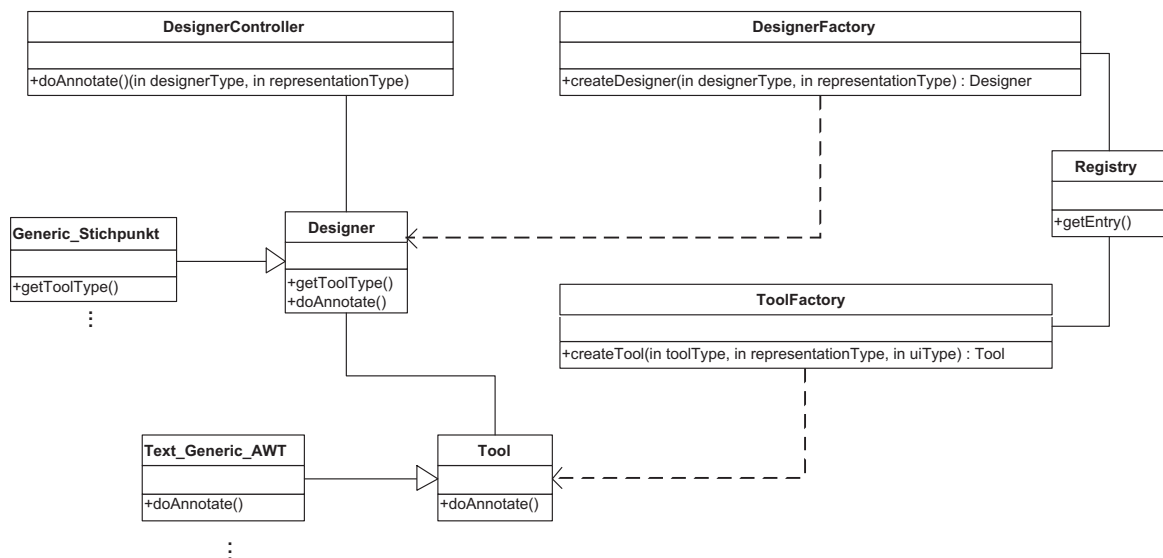 DesignerController
+doAnnotate()(in designerType, in representationType)
DesignerFactory
+createDesigner(in designerType, in representationType) : Designer
Registry
+getEntry()
Generic_Stichpunkt
+getToolType()
⋮
Designer
+getToolType()
+doAnnotate()
ToolFactory
+createTool(in toolType, in representationType, in uiType) : Tool
Text_Generic_AWT
+doAnnotate()
⋮
Tool
+doAnnotate()